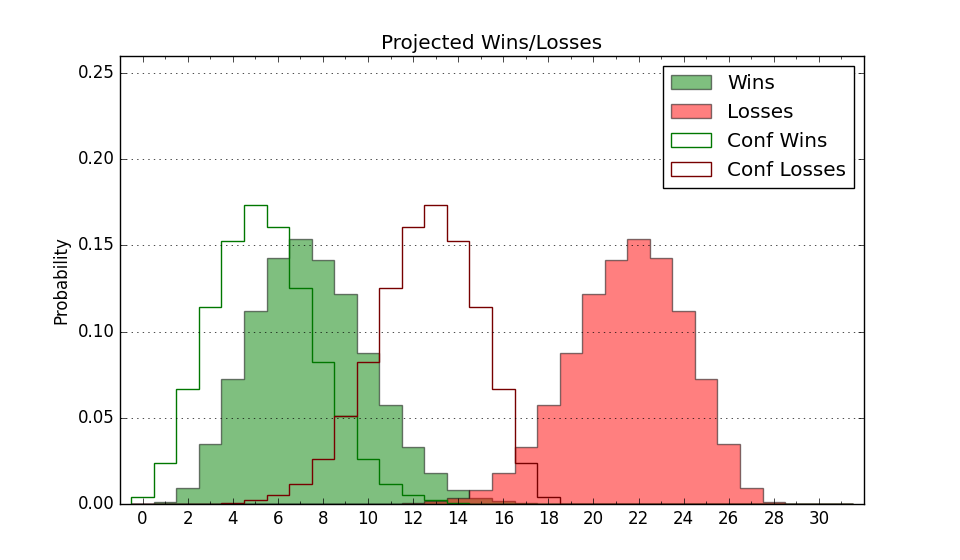 Projected Wins/Losses
0.25
0.20
0.15
0.10
0.05
0.00
Probability
Wins
Losses
Conf Wins
Conf Losses
0 2 4 6 8 10 12 14 16 18 20 22 24 26 28 30